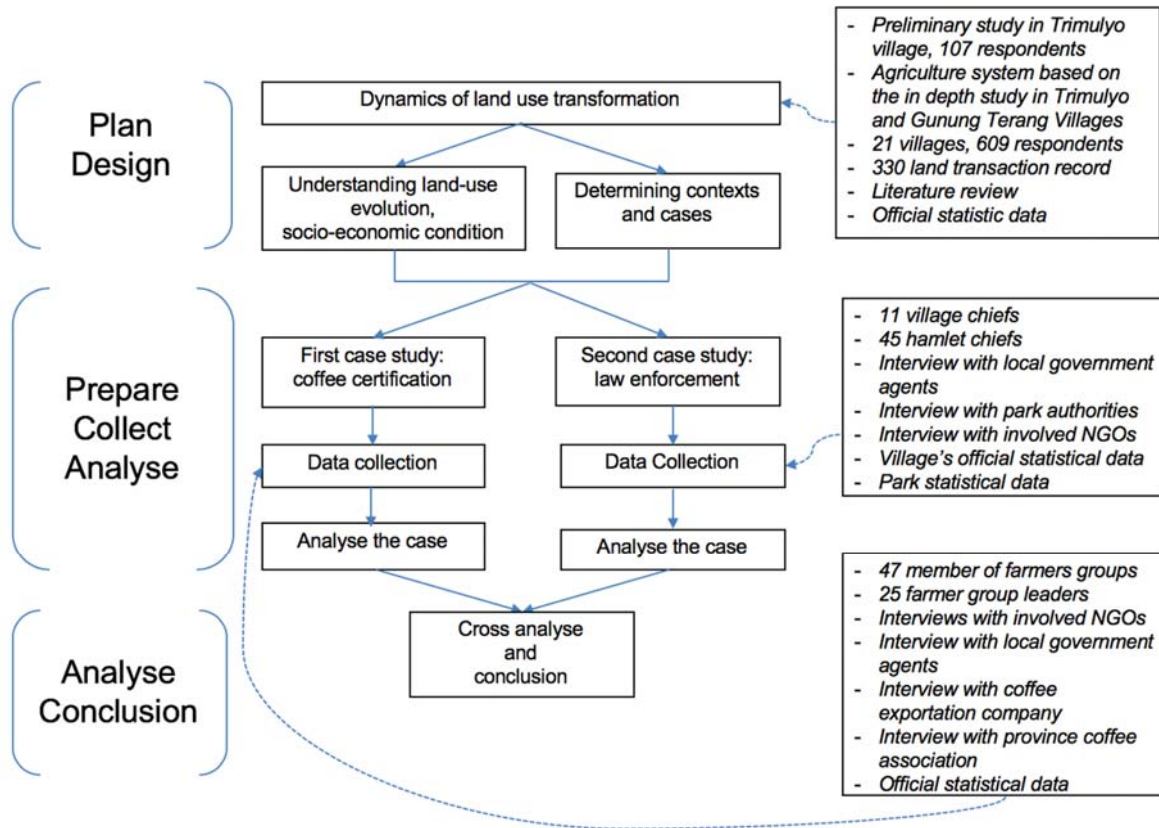 Plan
Design
Dynamics of land use transformation
Understanding land-use
evolution,
socio-economic condition
Determining contexts
and cases
- Preliminary study in Trimulyo
village, 107 respondents
- Agriculture system based on
the in depth study in Trimulyo
and Gunung Terang Villages
- 21 villages, 609 respondents
- 330 land transaction record
- Literature review
- Official statistic data
Prepare
Collect
Analyse
First case study:
coffee certification
Second case study:
law enforcement
Data collection
Data Collection
Analyse the case
Analyse the case
- 11 village chiefs
- 45 hamlet chiefs
- Interview with local government
agents
- Interview with park authorities
- Interview with involved NGOs
- Village's official statistical data
- Park statistical data
Analyse
Conclusion
Cross analyse
and
conclusion
- 47 member of farmers groups
- 25 farmer group leaders
- Interviews with involved NGOs
- Interview with local government
agents
- Interview with coffee
exportation company
- Interview with province coffee
association
- Official statistical data